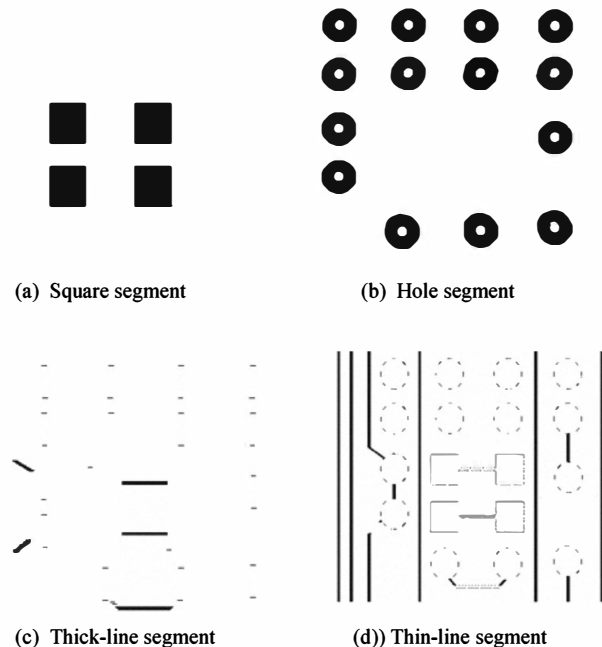 (a) Square segment
(b) Hole segment
(c) Thick-line segment
(d)) Thin-line segment